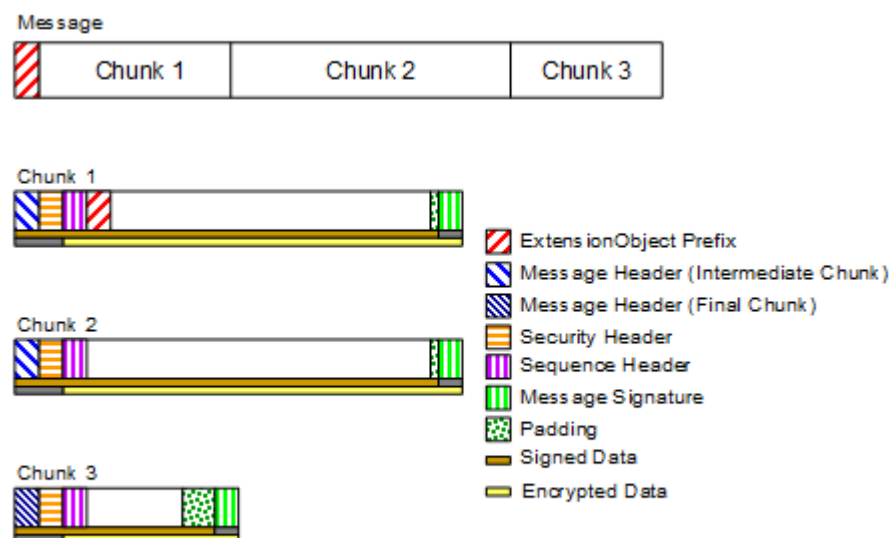 Message
Chunk 1
Chunk 2
Chunk 3
Chunk 1
ExtensionObject Prefix
Message Header (Intermediate Chunk)
Message Header (Final Chunk)
Chunk 2
Security Header
Sequence Header
Message Signature
Padding
Signed Data
Chunk 3
Encrypted Data